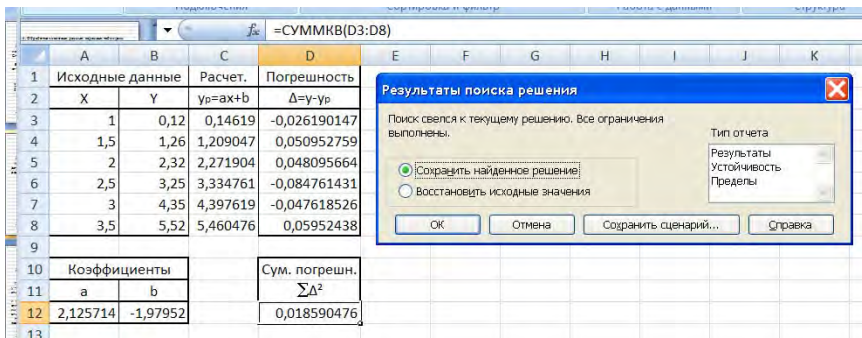 fx =СУММКВ(D3:D8)
A B C D E F G H I J K
1 Исходные данные Расчет. Погрешность
2 X Y yp=ax+b Δ=y-yp
3 1 0,12 0,14619 -0,026190147
4 1,5 1,26 1,209047 0,050952759
5 2 2,32 2,271904 0,048095664
6 2,5 3,25 3,334761 -0,084761431
7 3 4,35 4,397619 -0,047618526
8 3,5 5,52 5,460476 0,05952438
9
10 Коэффициенты Сум. погрешн.
11 a b ∑Δ²
12 2,125714 -1,97952 0,018590476
13
Результаты поиска решения
Поиск свелся к текущему решению. Все ограничения
выполнены.
Тип отчета
Результаты
Устойчивость
Пределы
Сохранить найденное решение
Восстановить исходные значения
ОК Отмена Сохранить сценарий... Справка